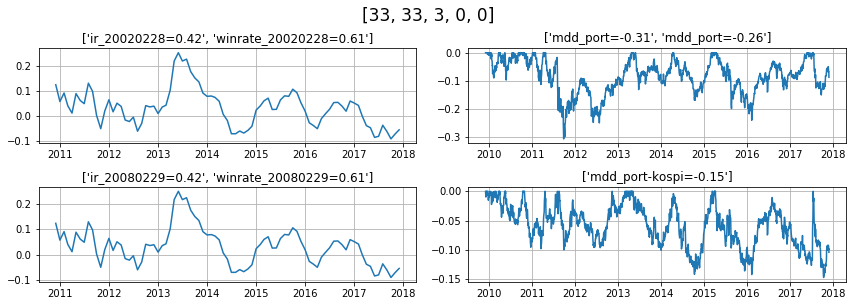 [33, 33, 3, 0, 0]
['ir_20020228=0.42', 'winrate_20020228=0.61']
0.2
0.1
0.0
−0.1
2011 2012 2013 2014 2015 2016 2017 2018
['mdd_port=-0.31', 'mdd_port=-0.26']
0.0
−0.1
−0.2
−0.3
2010 2011 2012 2013 2014 2015 2016 2017 2018
['ir_20080229=0.42', 'winrate_20080229=0.61']
0.2
0.1
0.0
−0.1
2011 2012 2013 2014 2015 2016 2017 2018
['mdd_port-kospi=-0.15']
0.00
−0.05
−0.10
−0.15
2010 2011 2012 2013 2014 2015 2016 2017 2018